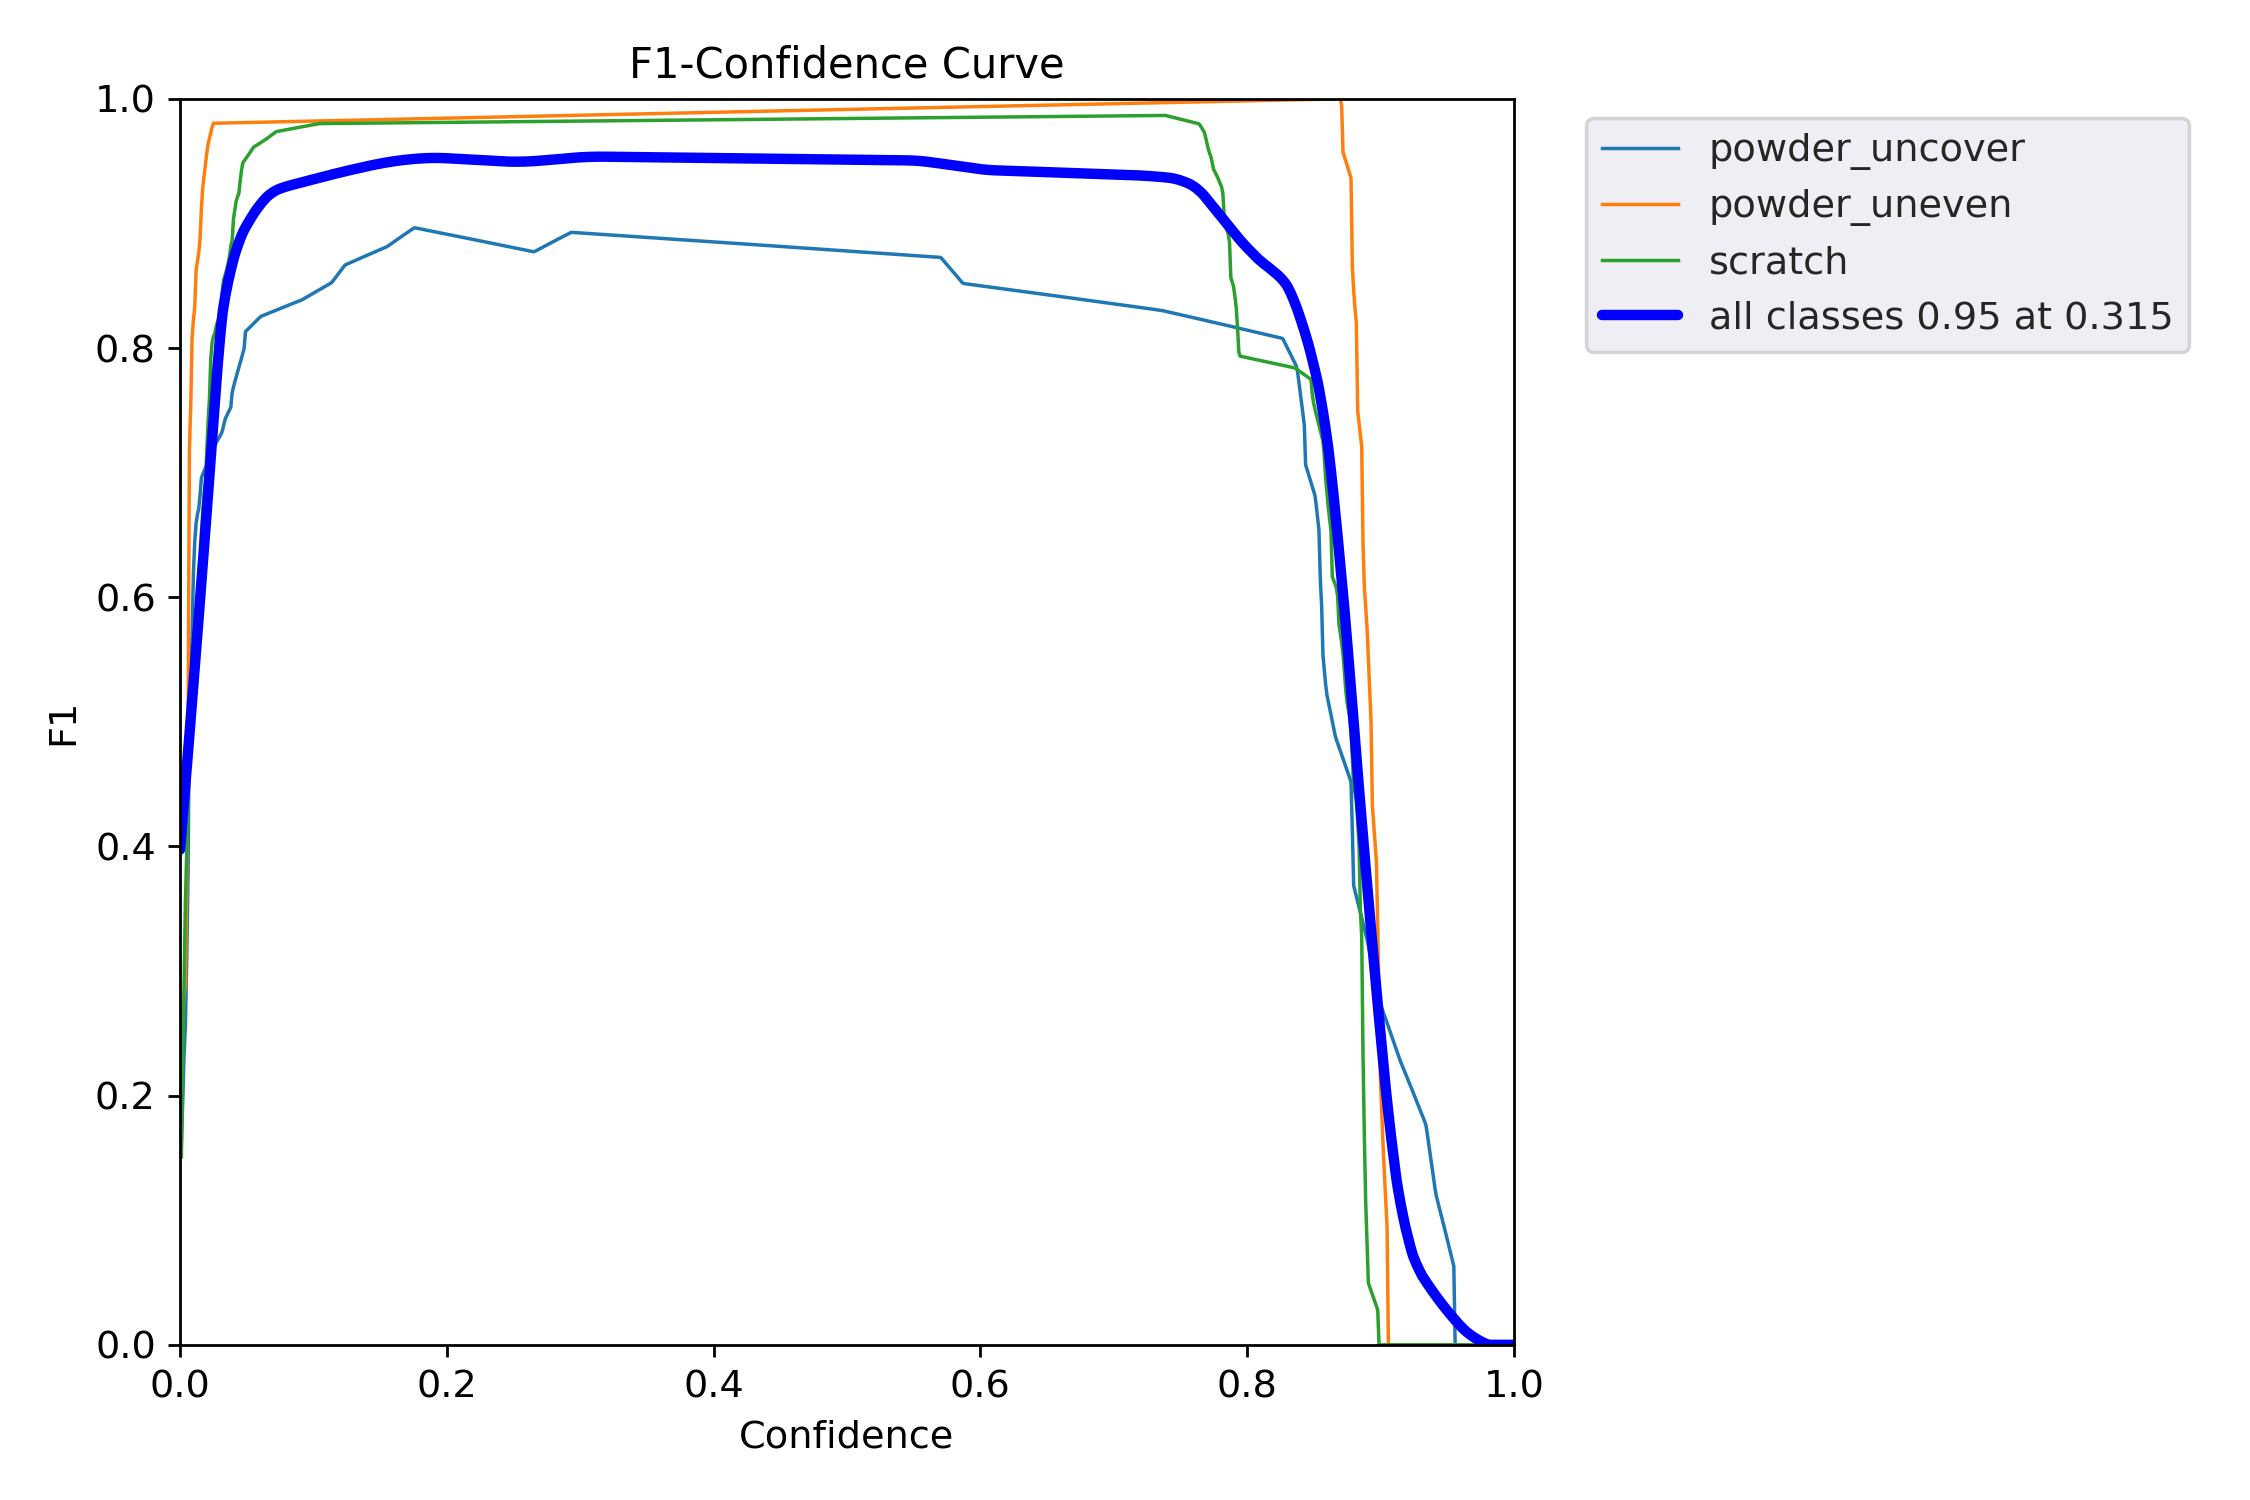 F1-Confidence Curve
1.0
0.8
0.6
0.4
0.2
0.0
F1
0.0 0.2 0.4 0.6 0.8 1.0
Confidence
powder_uncover
powder_uneven
scratch
all classes 0.95 at 0.315